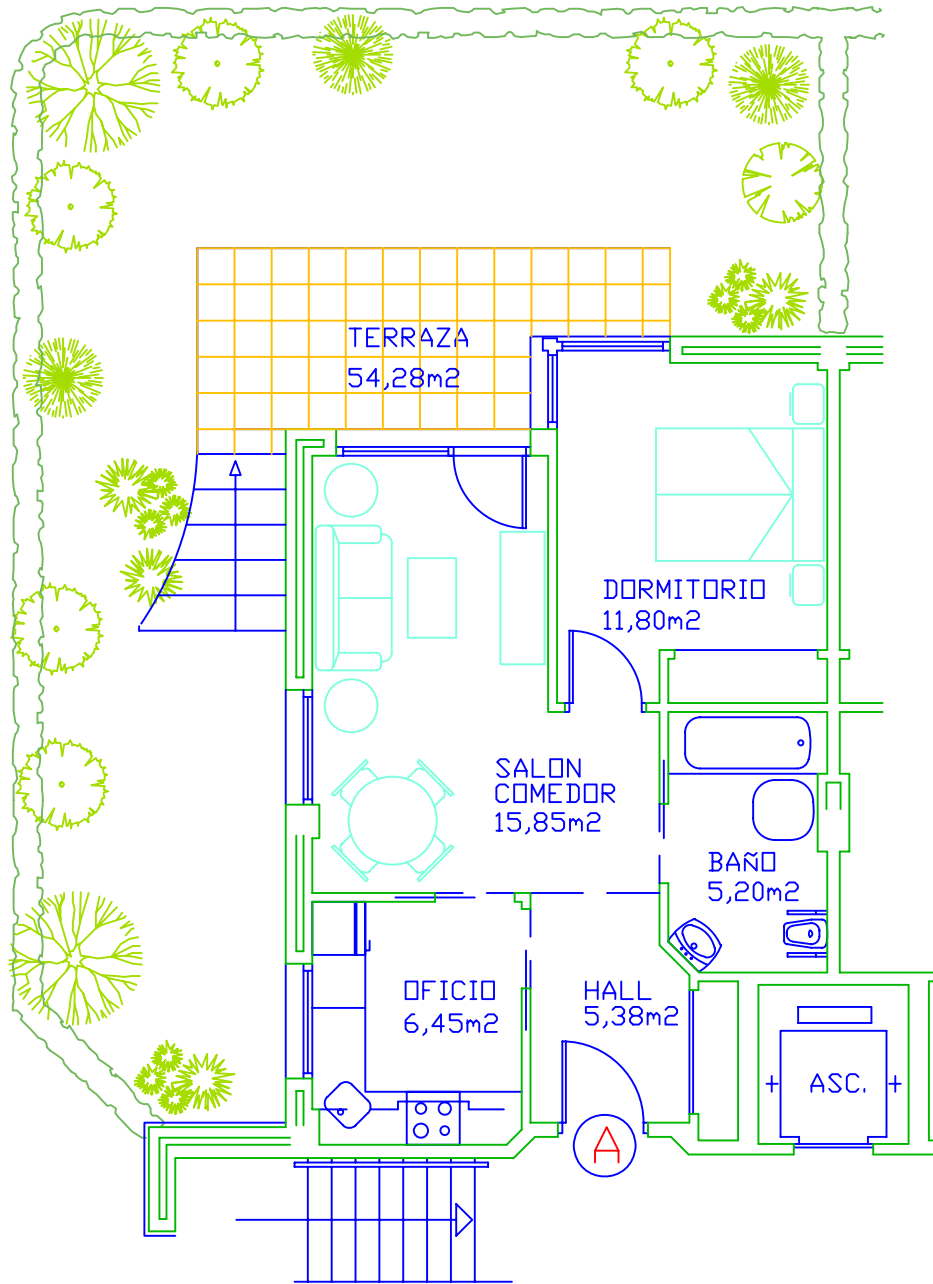 TERRAZA
54,28m2
DORMITORIO
11,80m2
SALON
COMEDOR
15,85m2
BAÑO
5,20m2
OFICIO
6,45m2
HALL
5,38m2
ASC.
A